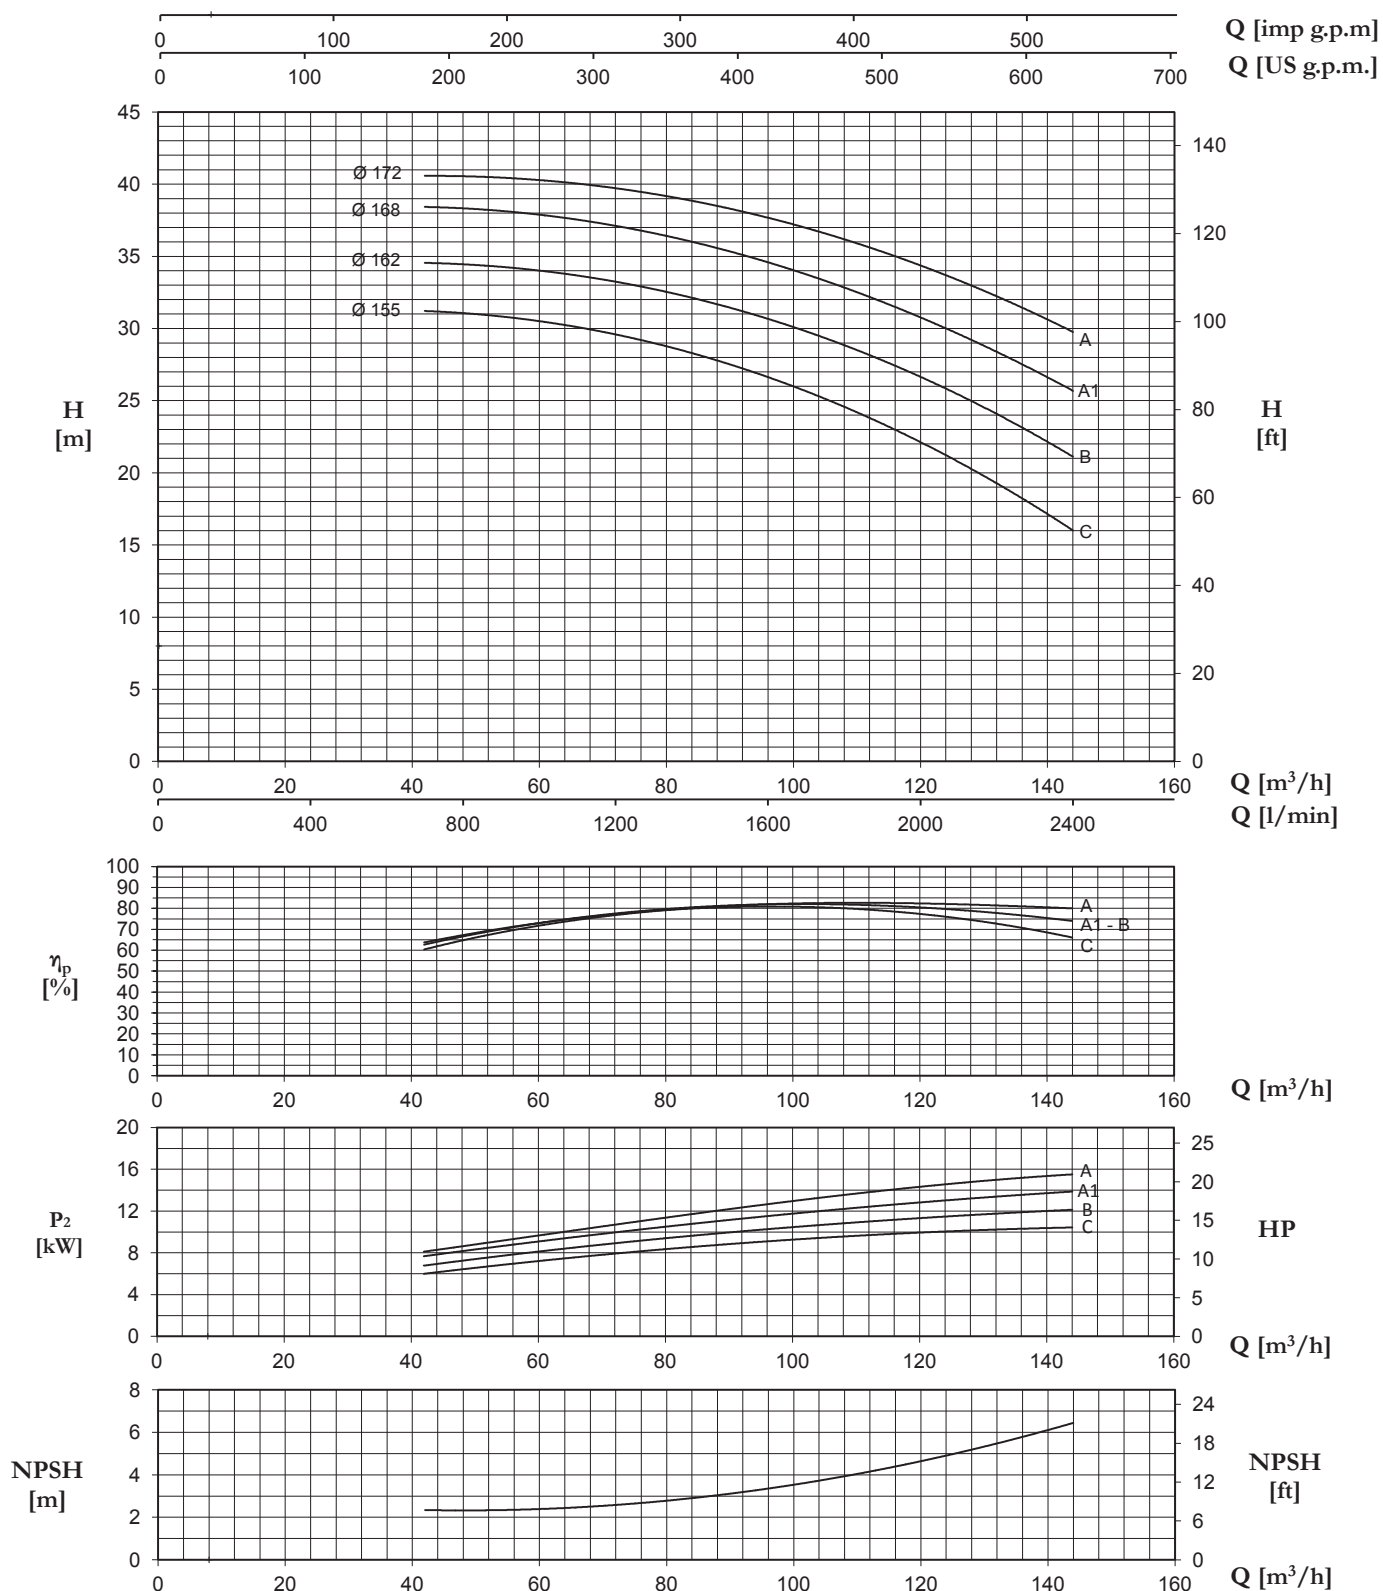 Q [imp g.p.m]
0 100 200 300 400 500
Q [US g.p.m.]
0 100 200 300 400 500 600 700
45
140
Ø 172
40
Ø 168
120
35
Ø 162
Ø 155
30
100
A
A1
25
H
[m]
80
H
[ft]
B
20
60
C
15
40
10
20
5
0
0
0 20 40 60 80 100 120 140 160
Q [m³/h]
0 400 800 1200 1600 2000 2400
Q [l/min]
100
90
80
70
60
50
40
30
20
10
0
ηp
[%]
A
A1 - B
C
0 20 40 60 80 100 120 140 160
Q [m³/h]
20
16
12
8
4
0
P2
[kW]
A
A1
B
C
25
20
15
10
5
0
HP
0 20 40 60 80 100 120 140 160
Q [m³/h]
8
6
4
2
0
NPSH
[m]
24
18
12
6
0
NPSH
[ft]
0 20 40 60 80 100 120 140 160
Q [m³/h]